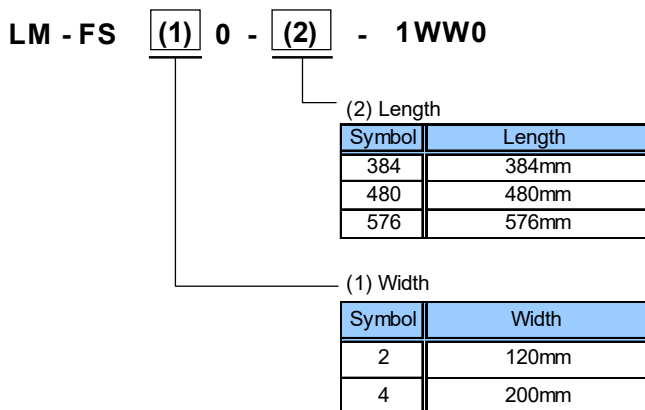 LM - FS (1) 0 - (2) - 1WW0
(2) Length
Symbol Length
384 384mm
480 480mm
576 576mm
(1) Width
Symbol Width
2 120mm
4 200mm